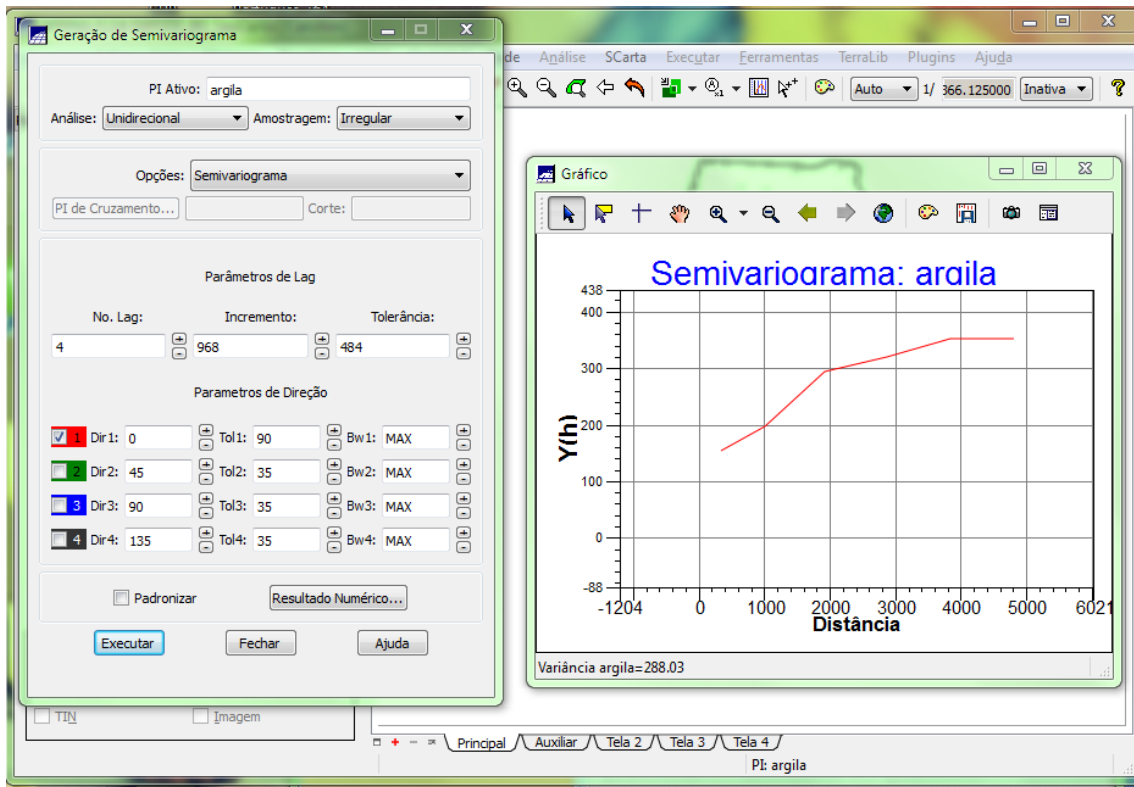 Geração de Semivariograma
PI Ativo: argila
Análise: Unidirecional Amostragem: Irregular
Opções: Semivariograma
PI de Cruzamento... Corte:
Parâmetros de Lag
No. Lag: Incremento: Tolerância:
4 968 484
Parametros de Direção
1 Dir1: 0 Tol1: 90 Bw1: MAX
2 Dir2: 45 Tol2: 35 Bw2: MAX
3 Dir3: 90 Tol3: 35 Bw3: MAX
4 Dir4: 135 Tol4: 35 Bw4: MAX
Padronizar Resultado Numérico...
Executar Fechar Ajuda
TIN Imagem
de Análise SCarta Executar Ferramentas TerraLib Plugins Ajuda
Auto 1/ 366.125000 Inativa
Gráfico
Semivariograma: argila
438
400
300
200
100
0
-88
Y(h)
-1204 0 1000 2000 3000 4000 5000 6021
Distância
Variância argila=288.03
Principal Auxiliar Tela 2 Tela 3 Tela 4
PI: argila